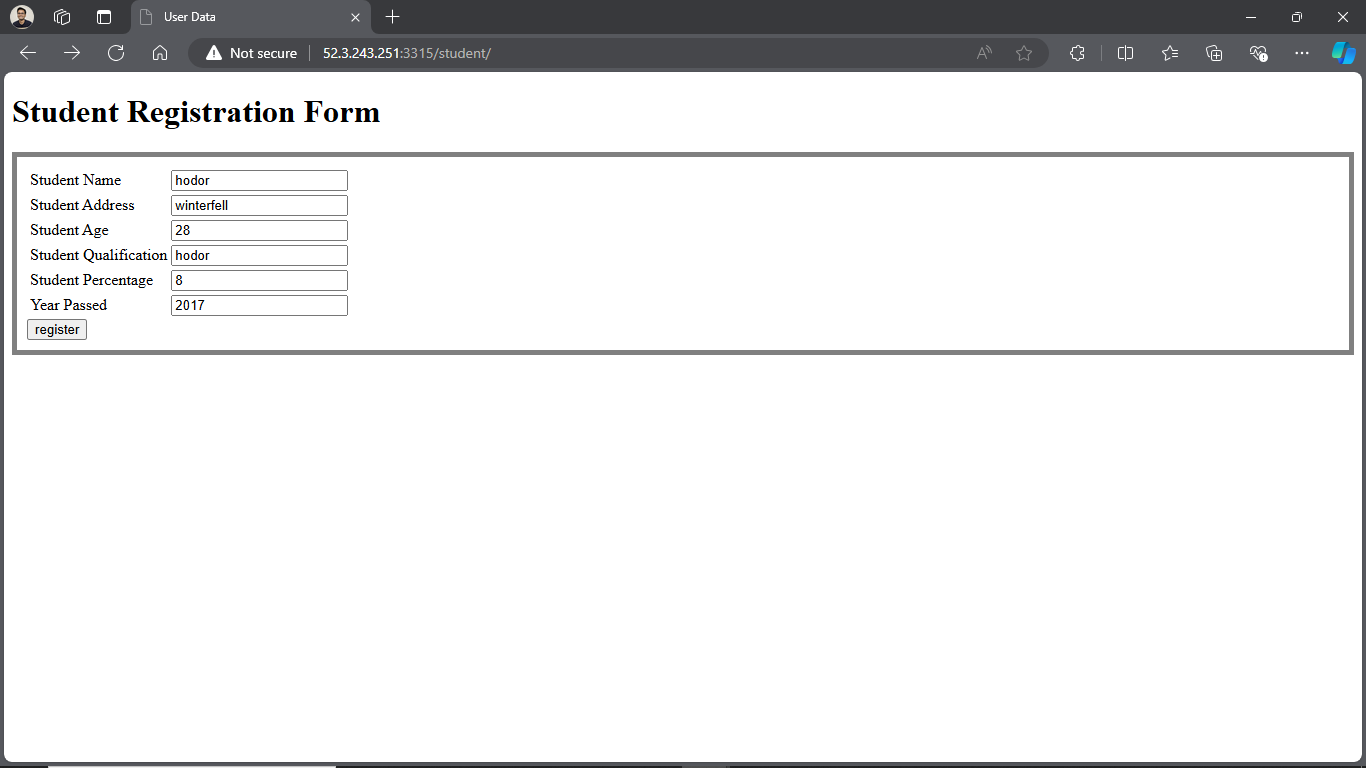 User Data
Not secure 52.3.243.251:3315/student/
Student Registration Form
Student Name hodor
Student Address winterfell
Student Age 28
Student Qualification hodor
Student Percentage 8
Year Passed 2017
register